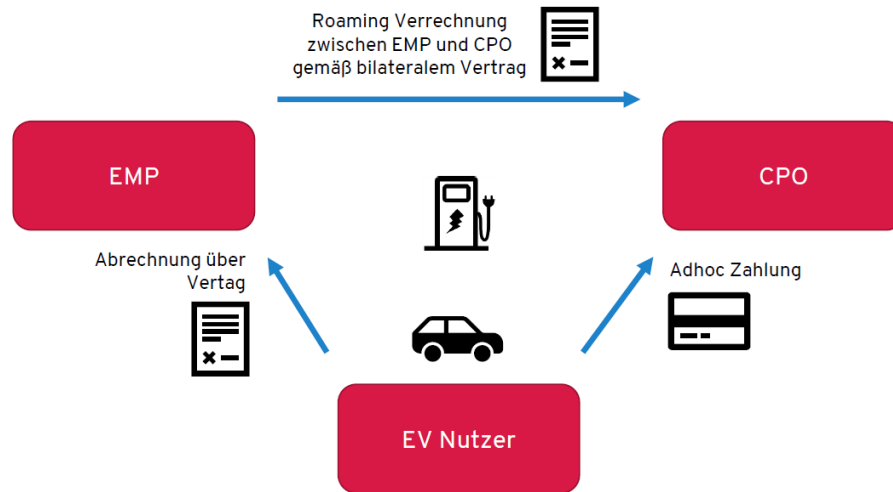 Roaming Verrechnung
zwischen EMP und CPO
gemäß bilateralem Vertrag
EMP
CPO
Abrechnung über
Vertag
Adhoc Zahlung
EV Nutzer